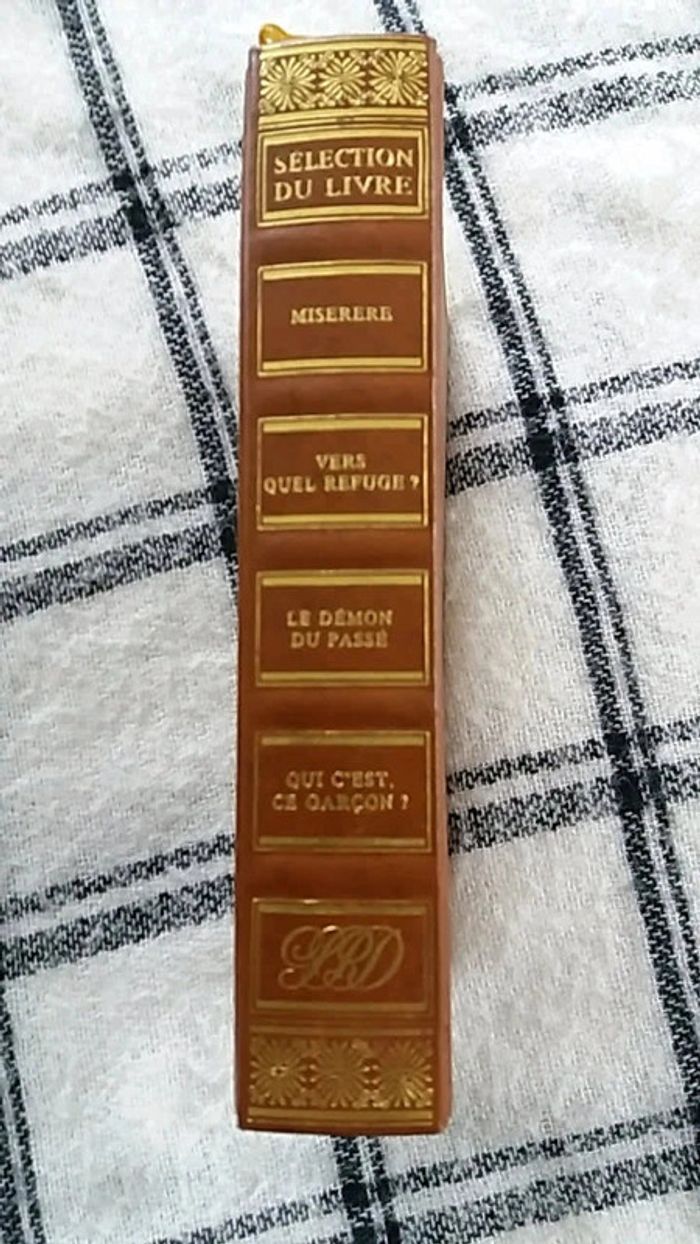 SÉLECTION
DU LIVRE
MISERERE
VERS
QUEL REFUGE ?
LE DÉMON
DU PASSÉ
QUI C'EST,
CE GARÇON ?
SRD